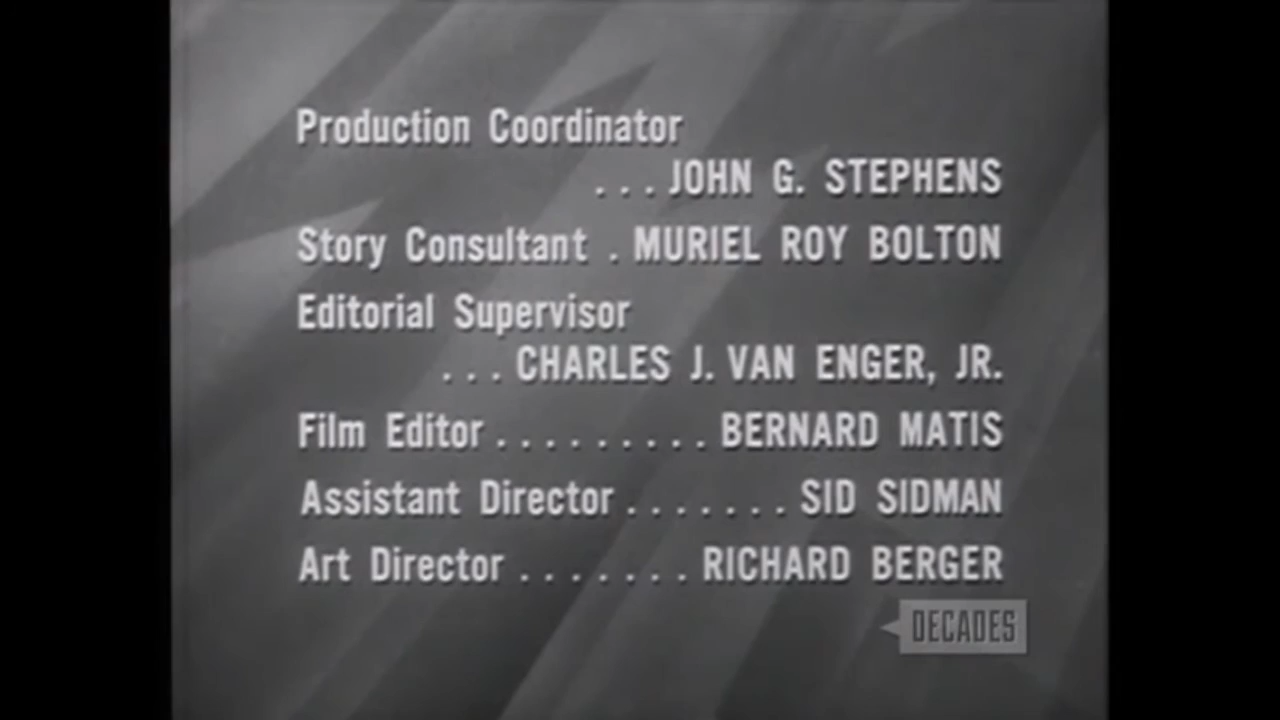 Production Coordinator
. . . JOHN G. STEPHENS
Story Consultant . MURIEL ROY BOLTON
Editorial Supervisor
. . . CHARLES J. VAN ENGER, JR.
Film Editor . . . . . . . . . BERNARD MATIS
Assistant Director . . . . . . . SID SIDMAN
Art Director . . . . . . . RICHARD BERGER
DECADES